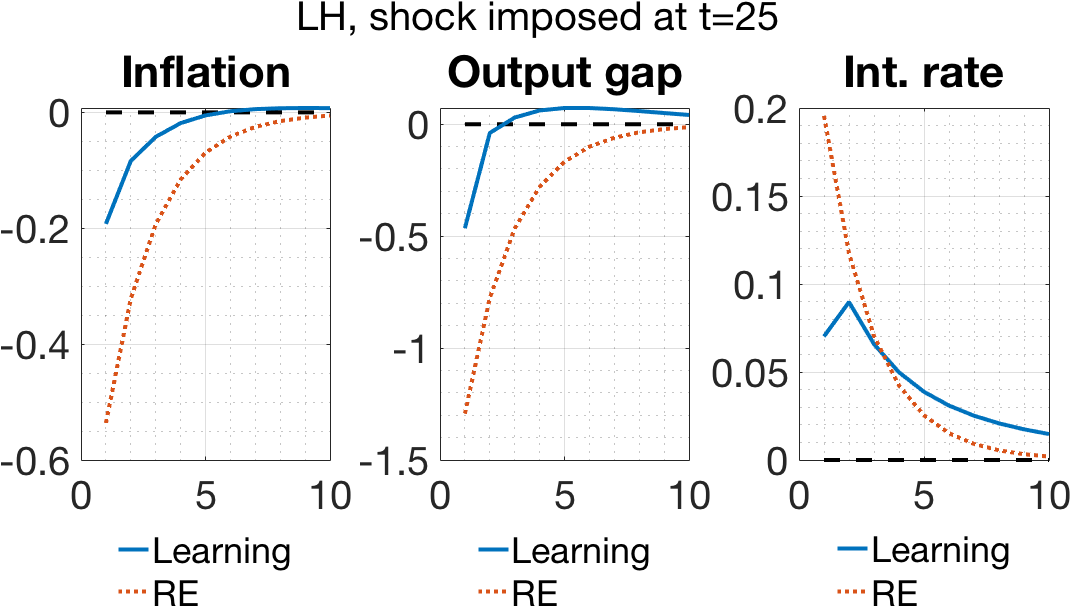 LH, shock imposed at t=25
Inflation Output gap Int. rate
0
-0.2
-0.4
-0.6
0 5 10
Learning
RE
0
-0.5
-1
-1.5
0 5 10
Learning
RE
0.2
0.15
0.1
0.05
0
0 5 10
Learning
RE